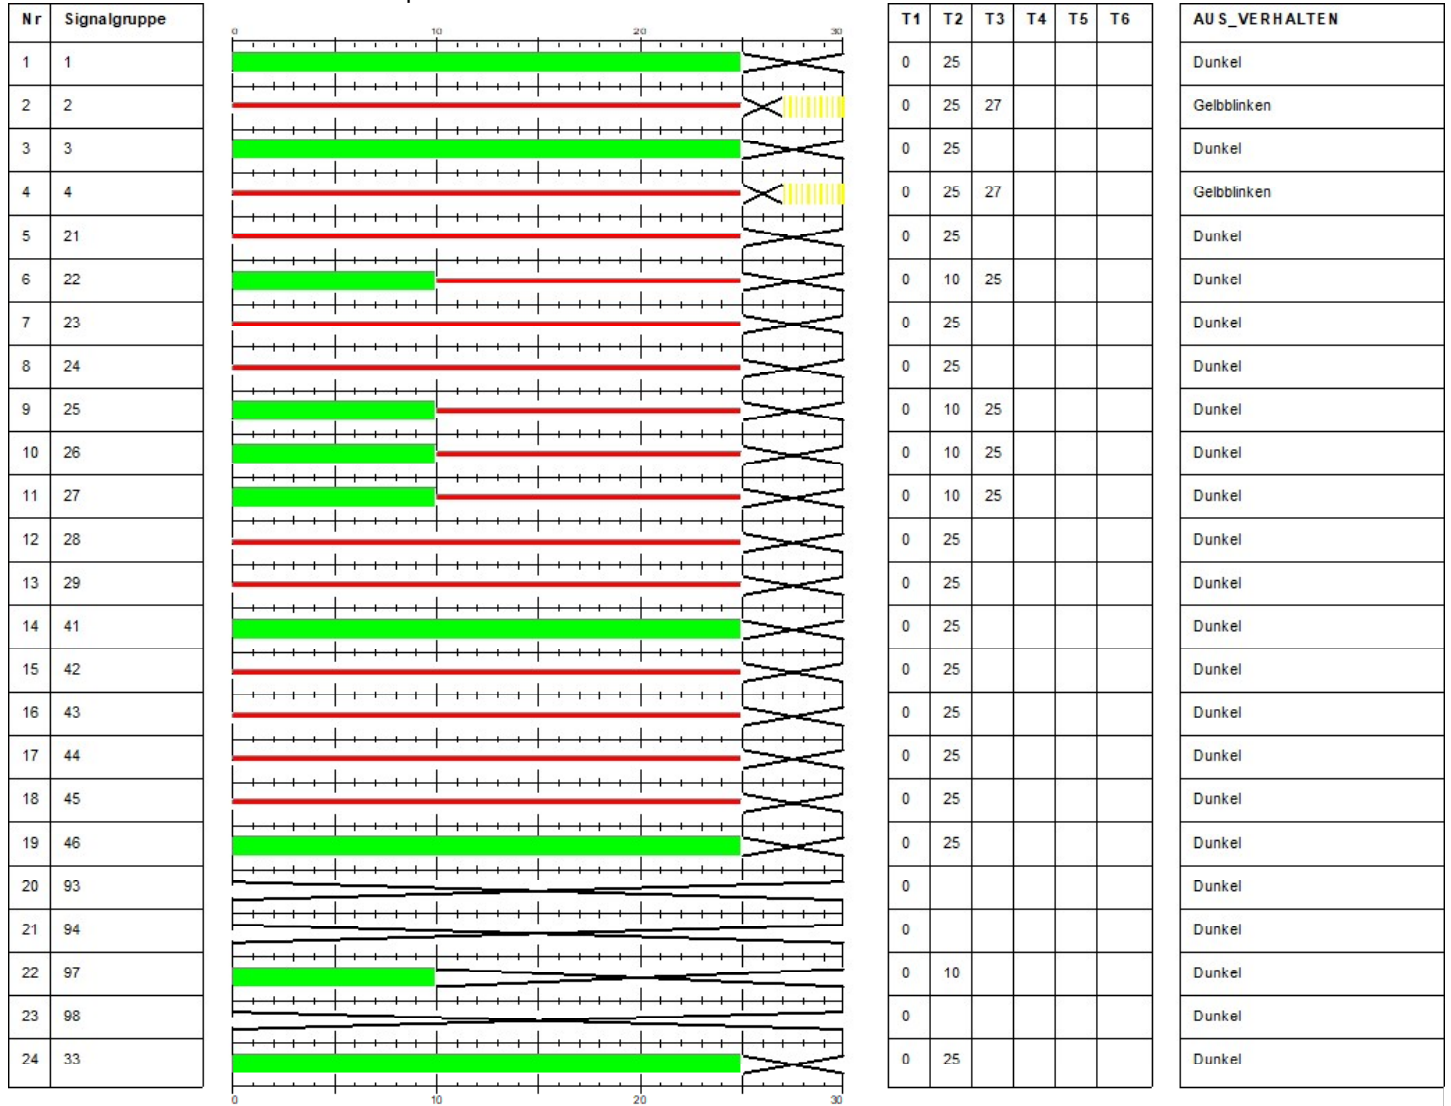 Nr Signalgruppe 0 10 20 30 T1 T2 T3 T4 T5 T6 AUS_VERHALTEN
1 1 0 25 Dunkel
2 2 0 25 27 Gelbblinken
3 3 0 25 Dunkel
4 4 0 25 27 Gelbblinken
5 21 0 25 Dunkel
6 22 0 10 25 Dunkel
7 23 0 25 Dunkel
8 24 0 25 Dunkel
9 25 0 10 25 Dunkel
10 26 0 10 25 Dunkel
11 27 0 10 25 Dunkel
12 28 0 25 Dunkel
13 29 0 25 Dunkel
14 41 0 25 Dunkel
15 42 0 25 Dunkel
16 43 0 25 Dunkel
17 44 0 25 Dunkel
18 45 0 25 Dunkel
19 46 0 25 Dunkel
20 93 0 Dunkel
21 94 0 Dunkel
22 97 0 10 Dunkel
23 98 0 Dunkel
24 33 0 25 Dunkel
0 10 20 30